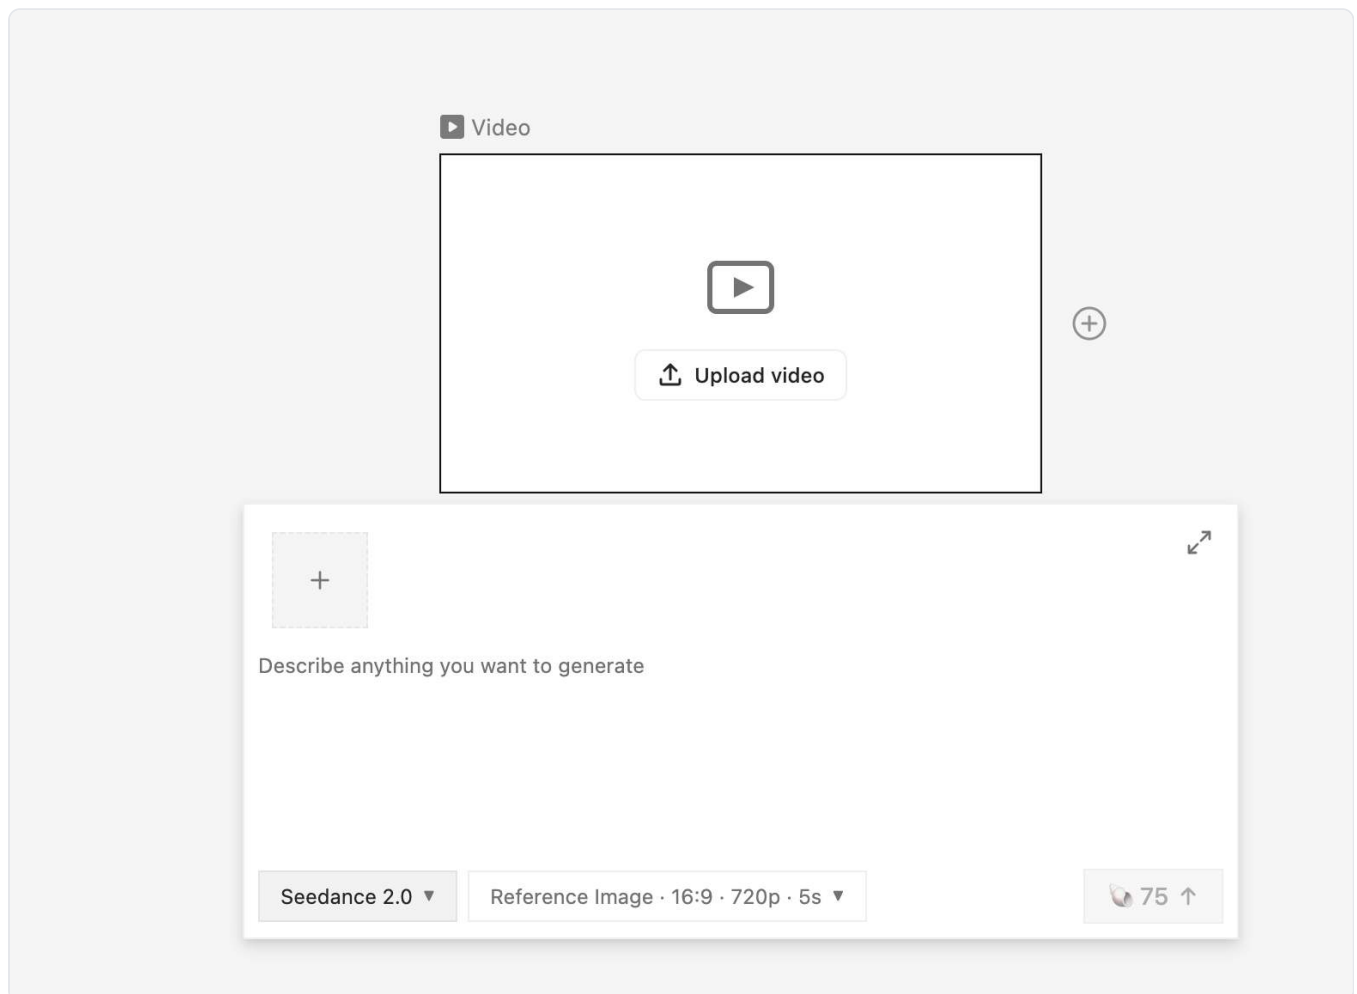 Video
Upload video
Describe anything you want to generate
Seedance 2.0 ▼
Reference Image · 16:9 · 720p · 5s ▼
75